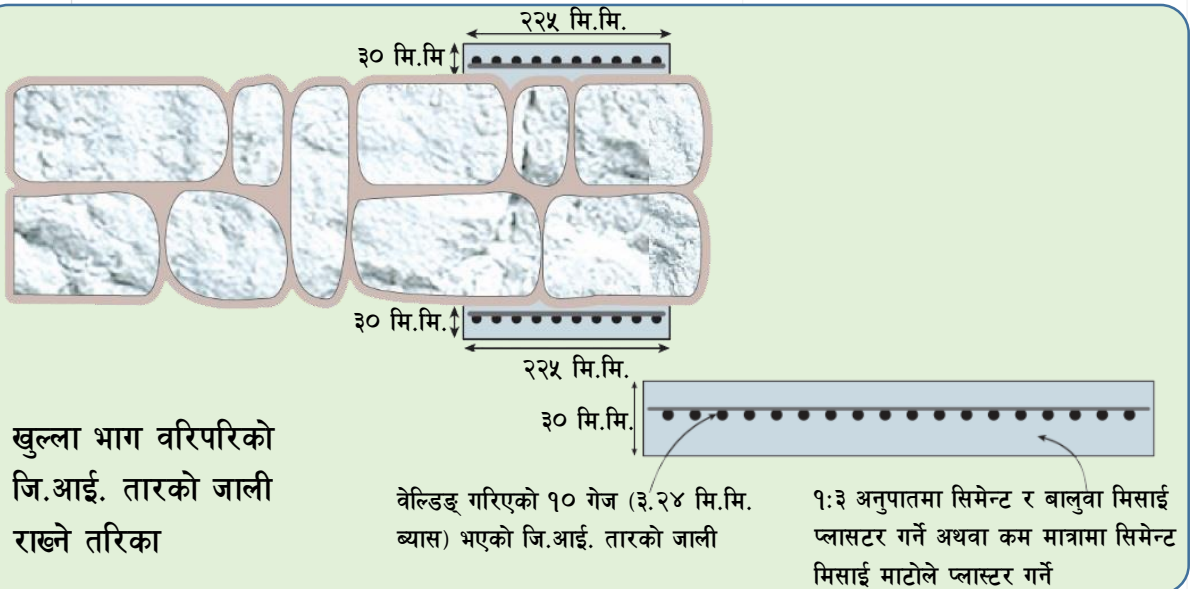 २२५ मि.मि.
३० मि.मि
३० मि.मि.
२२५ मि.मि.
३० मि.मि.
खुल्ला भाग वरिपरिको
जि.आई. तारको जाली
राख्ने तरिका
वेल्डिङ् गरिएको १० गेज (३.२४ मि.मि.
ब्यास) भएको जि.आई. तारको जाली
१:३ अनुपातमा सिमेन्ट र बालुवा मिसाई
प्लासटर गर्ने अथवा कम मात्रामा सिमेन्ट
मिसाई माटोले प्लास्टर गर्ने